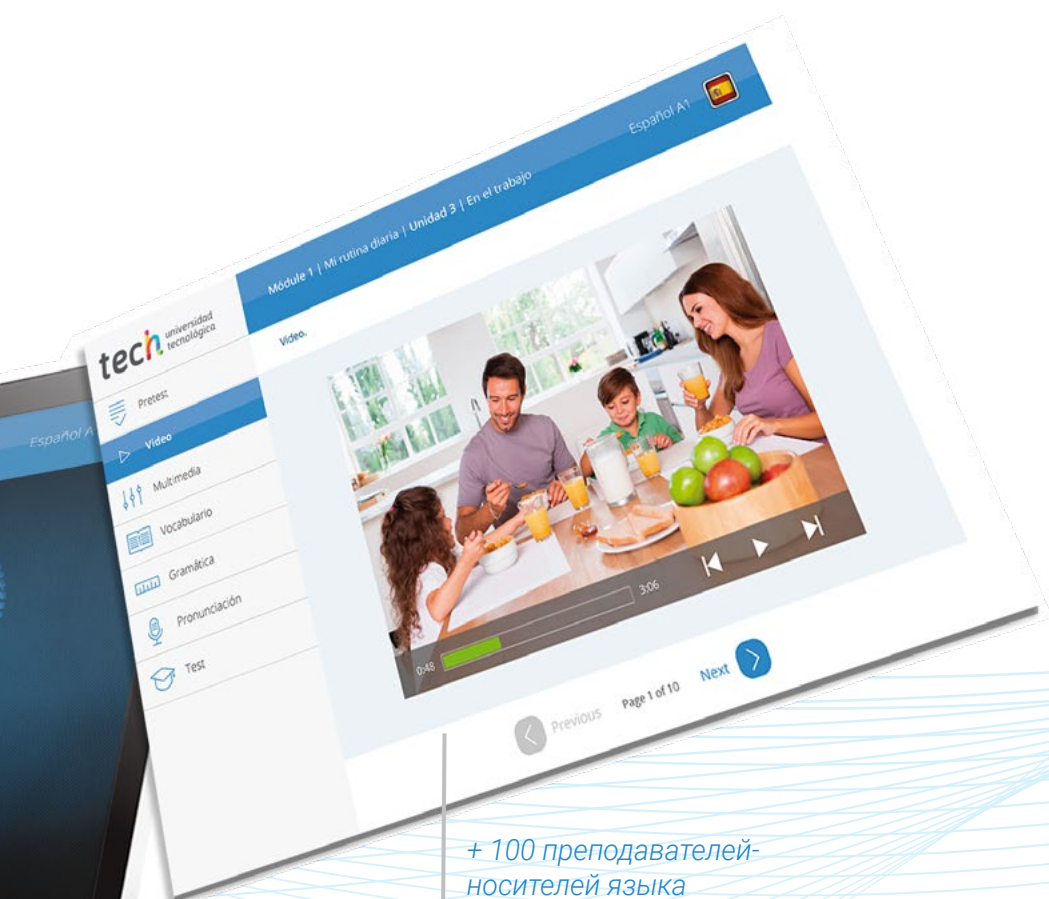 Español A1
Módule 1 | Mi rutina diaria | Unidad 3 | En el trabajo
tech universidad
tecnológica
Video.
Pretest
Video
Multimedia
Vocabulario
Gramática
Pronunciación
Test
Español A
0:48
3:06
Previous
Page 1 of 10
Next
+ 100 преподавателей-
носителей языка